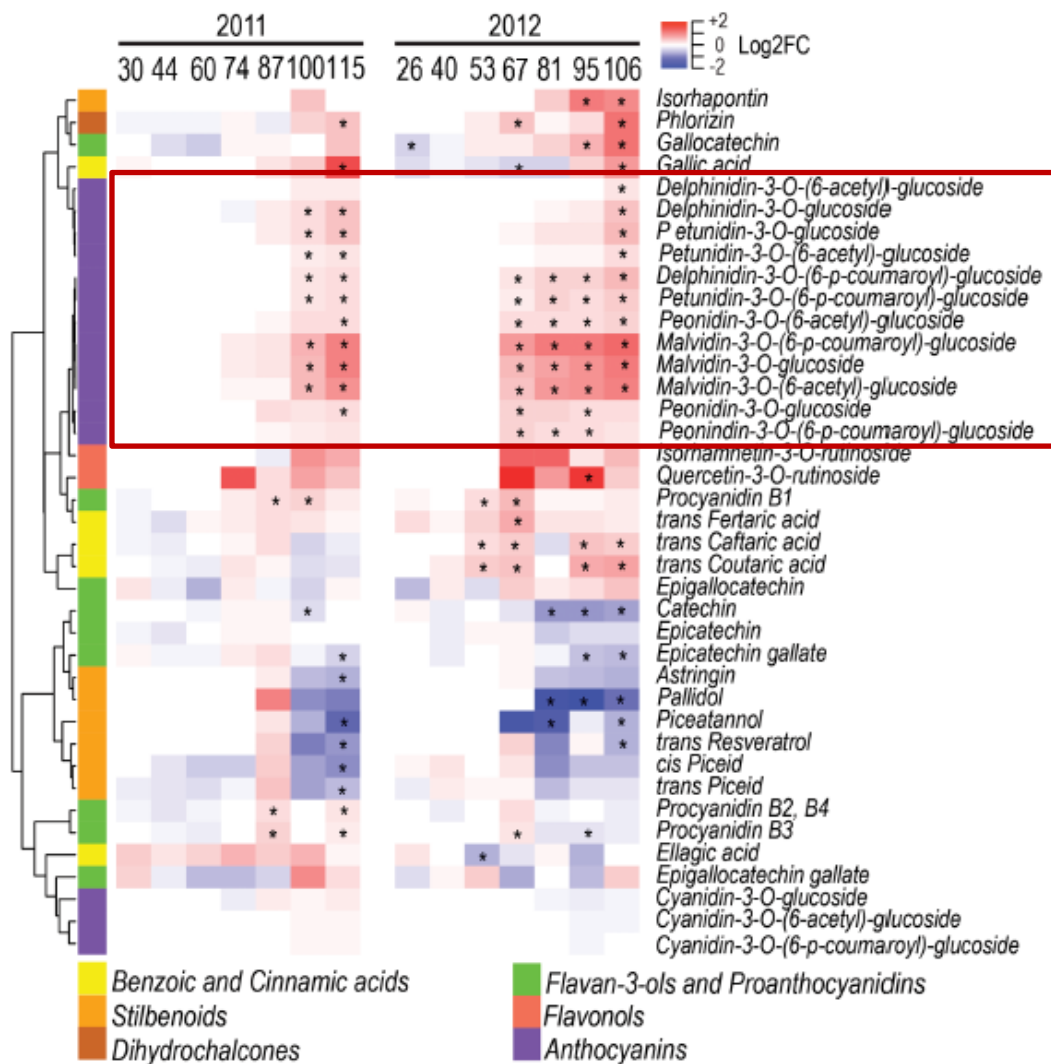 2011 2012
30 44 60 74 87 100 115 26 40 53 67 81 95 106
+2
0
-2
Log2FC
Isorhapontin
Phlorizin
Gallocatechin
Gallic acid
Delphinidin-3-O-(6-acetyl)-glucoside
Delphinidin-3-O-glucoside
P etunidin-3-O-glucoside
Petunidin-3-O-(6-acetyl)-glucoside
Delphinidin-3-O-(6-p-coumaroyl)-glucoside
Petunidin-3-O-(6-p-coumaroyl)-glucoside
Peonidin-3-O-(6-acetyl)-glucoside
Malvidin-3-O-(6-p-coumaroyl)-glucoside
Malvidin-3-O-glucoside
Malvidin-3-O-(6-acetyl)-glucoside
Peonidin-3-O-glucoside
Peonindin-3-O-(6-p-coumaroyl)-glucoside
Isorhamnetin-3-O-rutinoside
Quercetin-3-O-rutinoside
Procyanidin B1
trans Fertaric acid
trans Caftaric acid
trans Coutaric acid
Epigallocatechin
Catechin
Epicatechin
Epicatechin gallate
Astringin
Pallidol
Piceatannol
trans Resveratrol
cis Piceid
trans Piceid
Procyanidin B2, B4
Procyanidin B3
Ellagic acid
Epigallocatechin gallate
Cyanidin-3-O-glucoside
Cyanidin-3-O-(6-acetyl)-glucoside
Cyanidin-3-O-(6-p-coumaroyl)-glucoside
Benzoic and Cinnamic acids
Stilbenoids
Dihydrochalcones
Flavan-3-ols and Proanthocyanidins
Flavonols
Anthocyanins